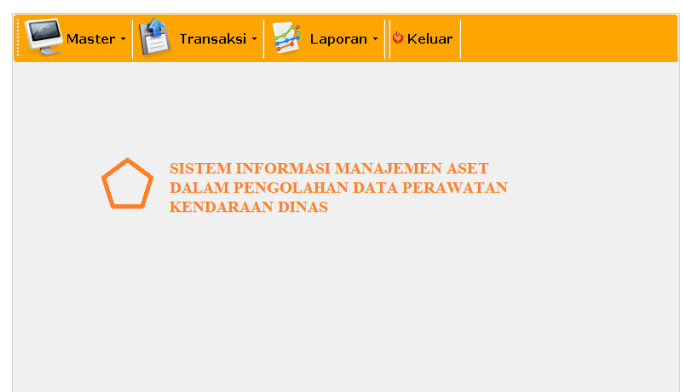 Master Transaksi Laporan Keluar
SISTEM INFORMASI MANAJEMEN ASET
DALAM PENGOLAHAN DATA PERAWATAN
KENDARAAN DINAS